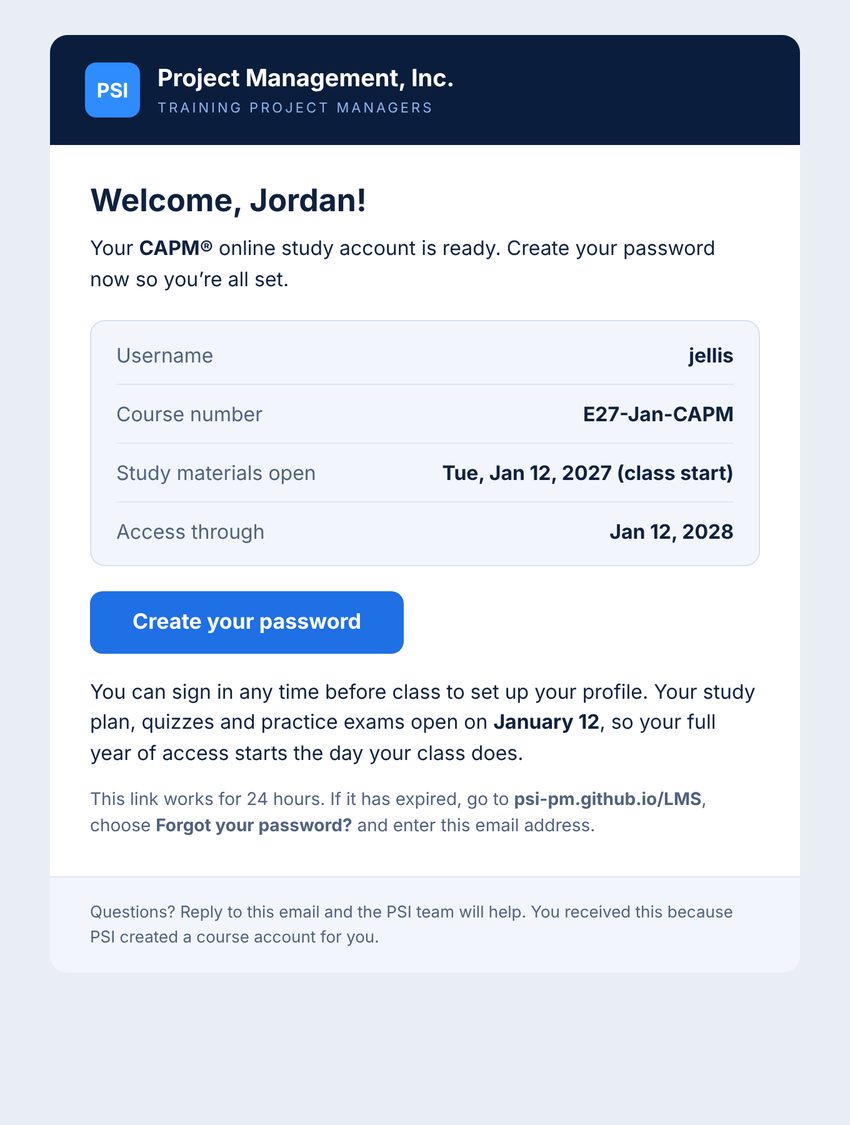 PSI
Project Management, Inc.
TRAINING PROJECT MANAGERS
Welcome, Jordan!
Your CAPM® online study account is ready. Create your password
now so you’re all set.
Username jellis
Course number E27-Jan-CAPM
Study materials open Tue, Jan 12, 2027 (class start)
Access through Jan 12, 2028
Create your password
You can sign in any time before class to set up your profile. Your study
plan, quizzes and practice exams open on January 12, so your full
year of access starts the day your class does.
This link works for 24 hours. If it has expired, go to psi-pm.github.io/LMS,
choose Forgot your password? and enter this email address.
Questions? Reply to this email and the PSI team will help. You received this because
PSI created a course account for you.